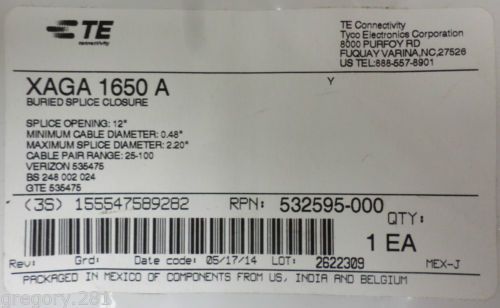 TE
connectivity
TE Connectivity
Tyco Electronics Corporation
8000 PURFOY RD
FUQUAY VARINA,NC,27526
US TEL:888-557-8901
XAGA 1650 A
Y
BURIED SPLICE CLOSURE
SPLICE OPENING: 12"
MINIMUM CABLE DIAMETER: 0.48"
MAXIMUM SPLICE DIAMETER: 2.20"
CABLE PAIR RANGE: 25-100
VERIZON 535475
BS 248 002 024
GTE 535475
(3S) 155547589282 RPN: 532595-000
QTY:
1 EA
Rev: Grd: Date code: 05/17/14 LOT: 2622309 MEX-J
PACKAGED IN MEXICO OF COMPONENTS FROM US, INDIA AND BELGIUM
gregory.281